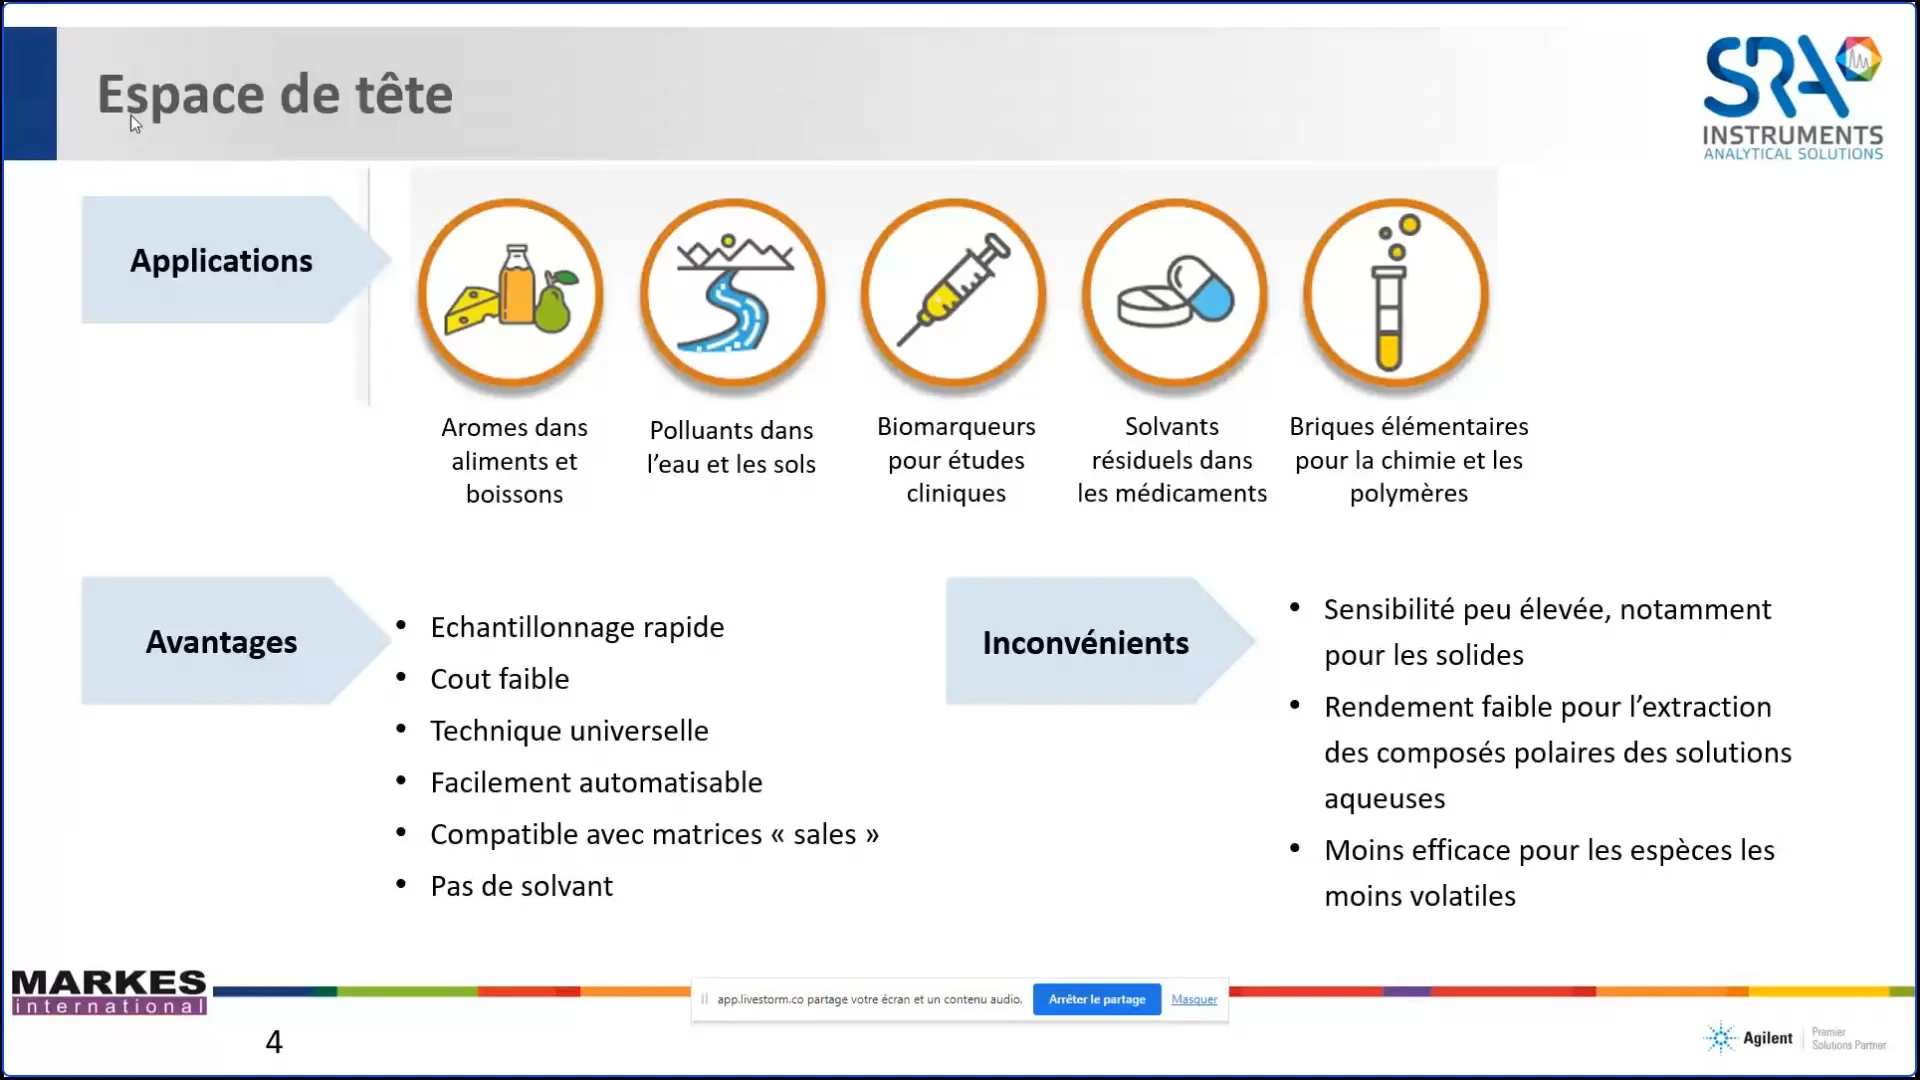 Espace de tête
SRA
INSTRUMENTS
ANALYTICAL SOLUTIONS
Applications
Aromes dans
aliments et
boissons
Polluants dans
l’eau et les sols
Biomarqueurs
pour études
cliniques
Solvants
résiduels dans
les médicaments
Briques élémentaires
pour la chimie et les
polymères
Avantages
• Echantillonnage rapide
• Cout faible
• Technique universelle
• Facilement automatisable
• Compatible avec matrices « sales »
• Pas de solvant
Inconvénients
• Sensibilité peu élevée, notamment
pour les solides
• Rendement faible pour l’extraction
des composés polaires des solutions
aqueuses
• Moins efficace pour les espèces les
moins volatiles
MARKES
international
app.livestorm.co partage votre écran et un contenu audio.
Arrêter le partage
Masquer
4
Agilent
Premier
Solutions Partner